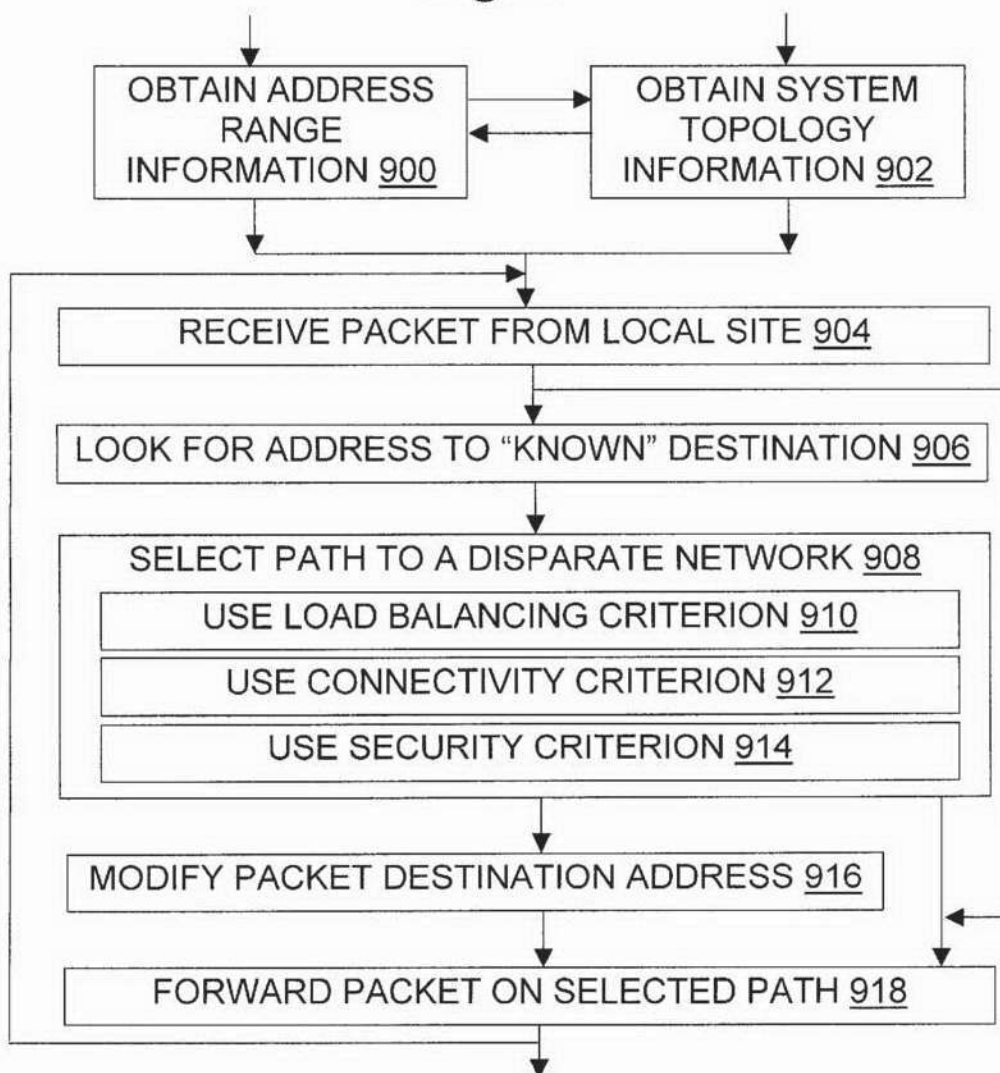 OBTAIN ADDRESS
RANGE
INFORMATION 900
OBTAIN SYSTEM
TOPOLOGY
INFORMATION 902
RECEIVE PACKET FROM LOCAL SITE 904
LOOK FOR ADDRESS TO “KNOWN” DESTINATION 906
SELECT PATH TO A DISPARATE NETWORK 908
USE LOAD BALANCING CRITERION 910
USE CONNECTIVITY CRITERION 912
USE SECURITY CRITERION 914
MODIFY PACKET DESTINATION ADDRESS 916
FORWARD PACKET ON SELECTED PATH 918